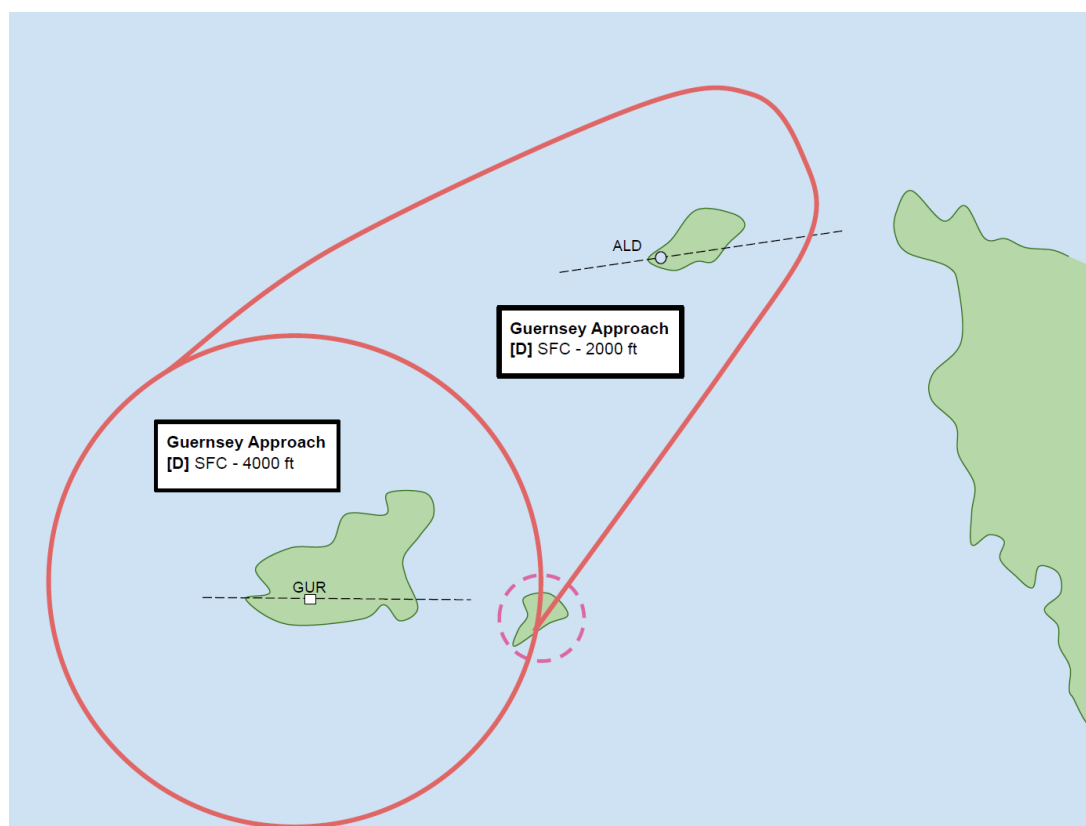 ALD
Guernsey Approach
[D] SFC - 2000 ft
Guernsey Approach
[D] SFC - 4000 ft
GUR